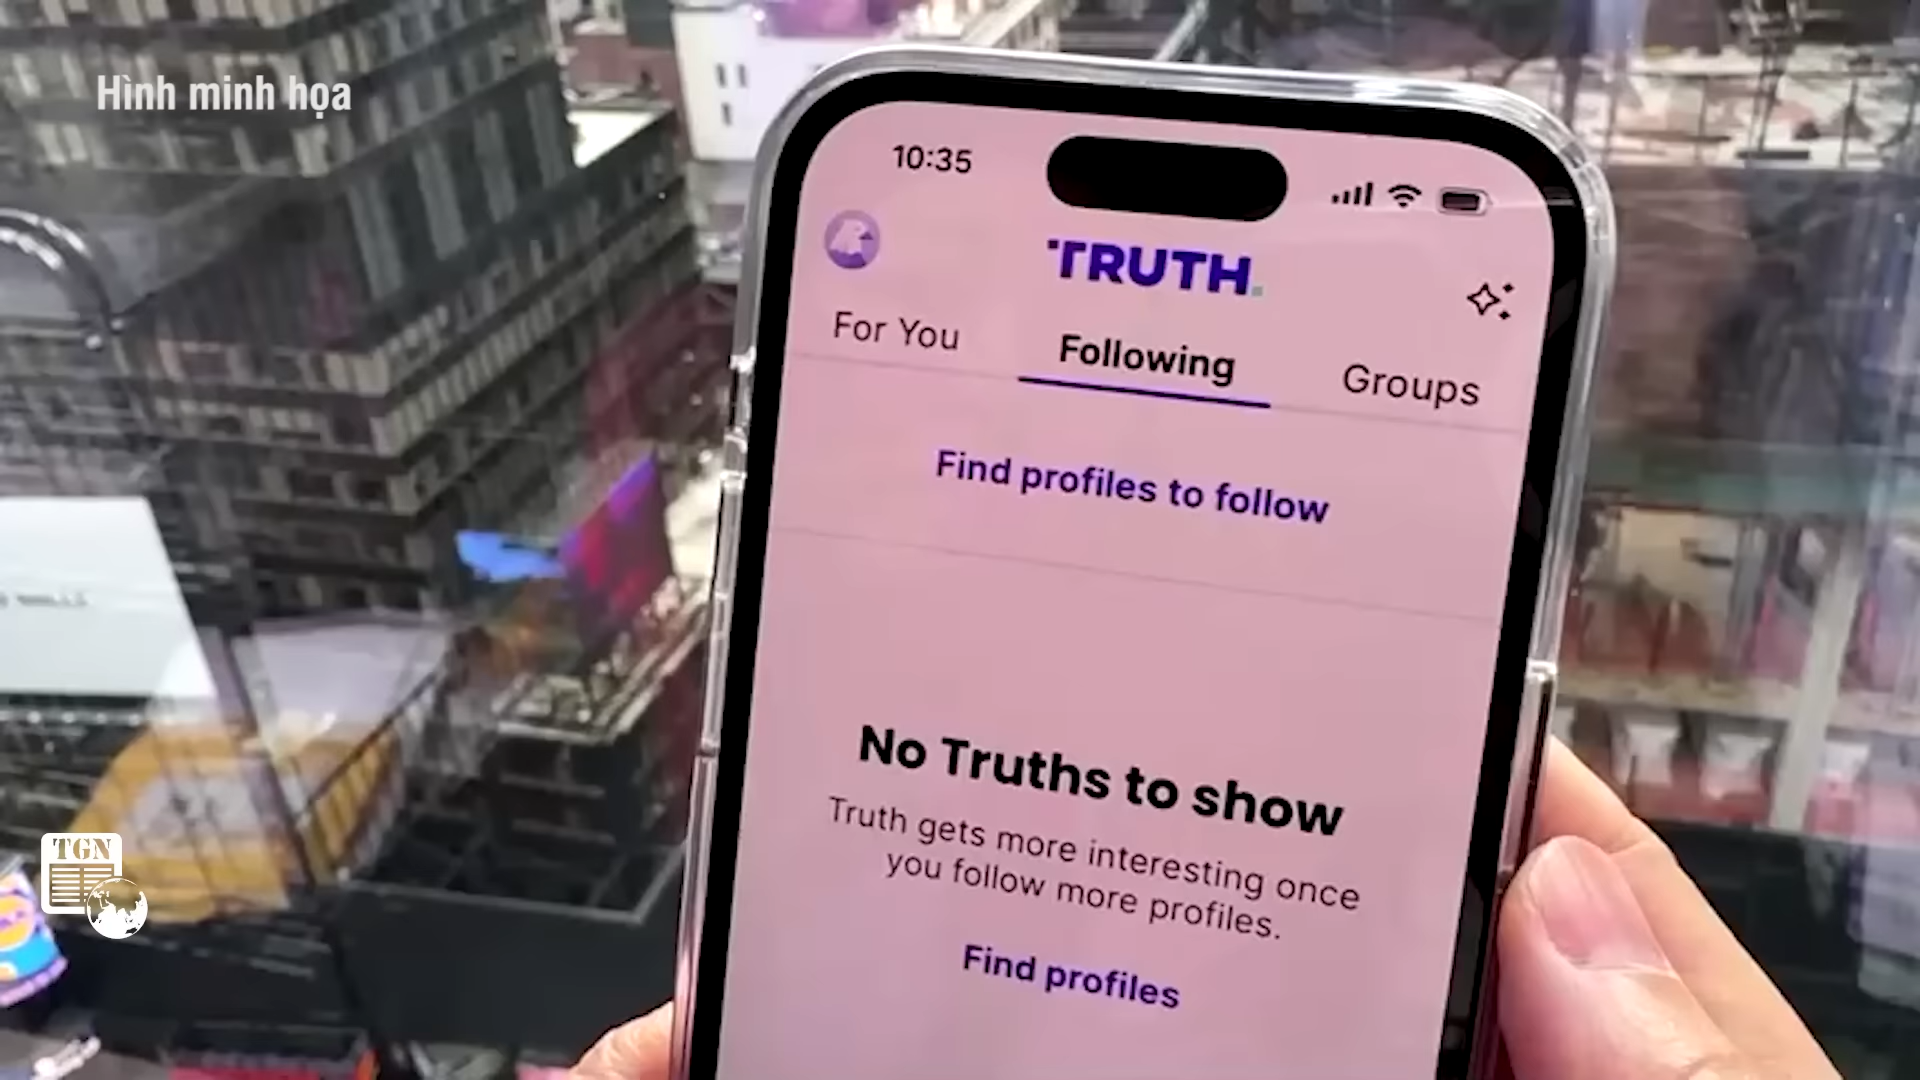 Hình minh họa
10:35
TRUTH.
For You
Following
Groups
Find profiles to follow
No Truths to show
Truth gets more interesting once
you follow more profiles.
Find profiles
TGN